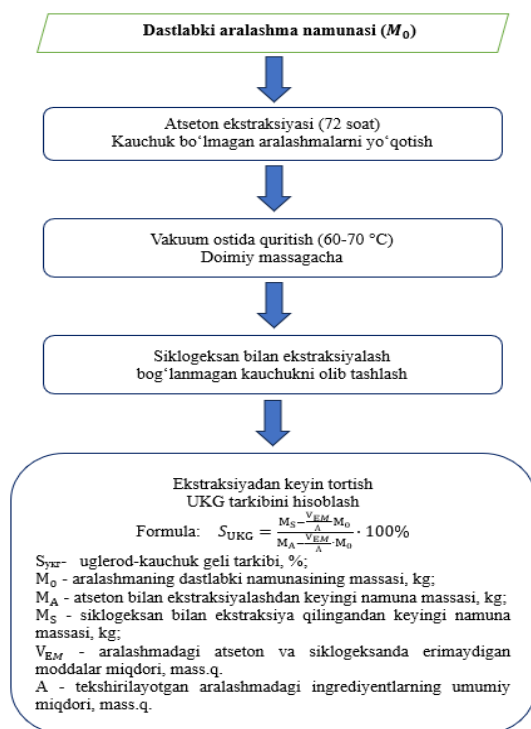 Dastlabki aralashma namunasi (M₀)
Atseton ekstraksiyasi (72 soat)
Kauchuk bo‘lmagan aralashmalarni yo‘qotish
Vakuum ostida quritish (60-70 °C)
Doimiy massagacha
Siklogeksan bilan ekstraksiyalash
bog‘lanmagan kauchukni olib tashlash
Ekstraksiyadan keyin tortish
UKG tarkibini hisoblash
Formula: S_UKG = (M_S − (V_EM / A) · M₀) / (M_A − (V_EM / A) · M₀) · 100%
S_укг- uglerod-kauchuk geli tarkibi, %;
M₀ - aralashmaning dastlabki namunasining massasi, kg;
M_A - atseton bilan ekstraksiyalashdan keyingi namuna massasi, kg;
M_S - siklogeksan bilan ekstraksiya qilingandan keyingi namuna
massasi, kg;
V_EM - aralashmadagi atseton va siklogeksanda erimaydigan
moddalar miqdori, mass.q.
A - tekshirilayotgan aralashmadagi ingrediyentlarning umumiy
miqdori, mass.q.